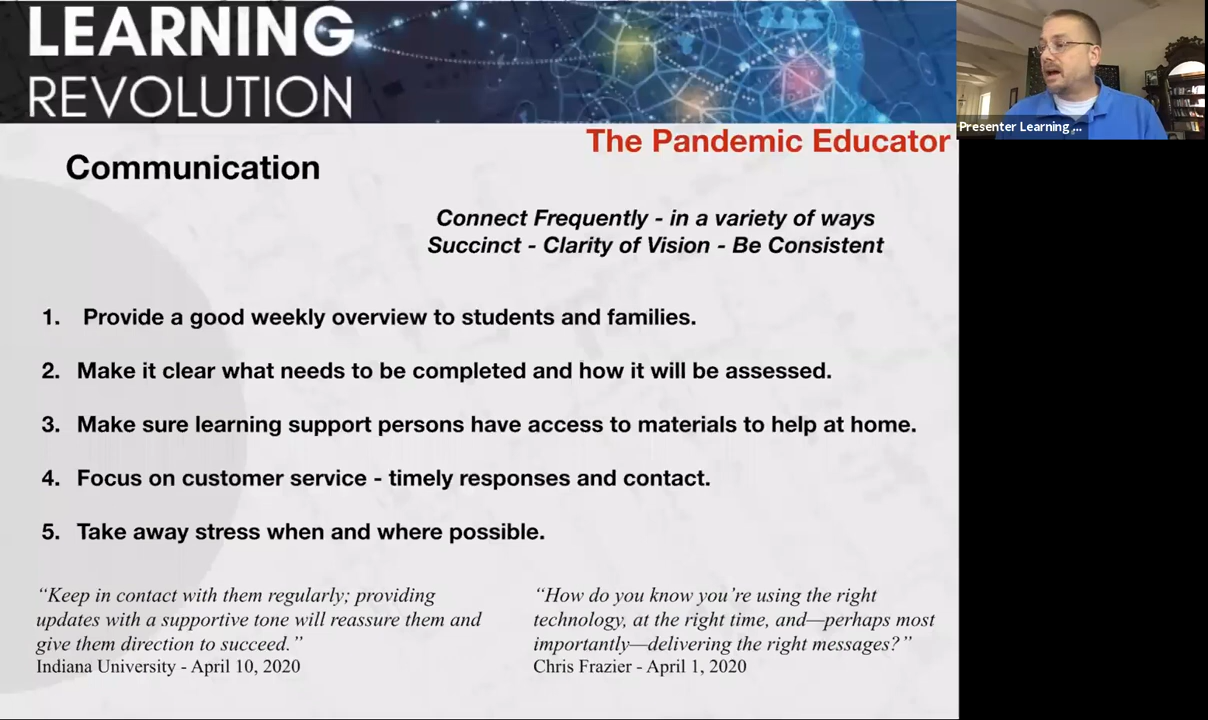 LEARNING
REVOLUTION
Presenter Learning ...
The Pandemic Educator
Communication
Connect Frequently - in a variety of ways
Succinct - Clarity of Vision - Be Consistent
1. Provide a good weekly overview to students and families.
2. Make it clear what needs to be completed and how it will be assessed.
3. Make sure learning support persons have access to materials to help at home.
4. Focus on customer service - timely responses and contact.
5. Take away stress when and where possible.
“Keep in contact with them regularly; providing
updates with a supportive tone will reassure them and
give them direction to succeed.”
Indiana University - April 10, 2020
“How do you know you’re using the right
technology, at the right time, and—perhaps most
importantly—delivering the right messages?”
Chris Frazier - April 1, 2020